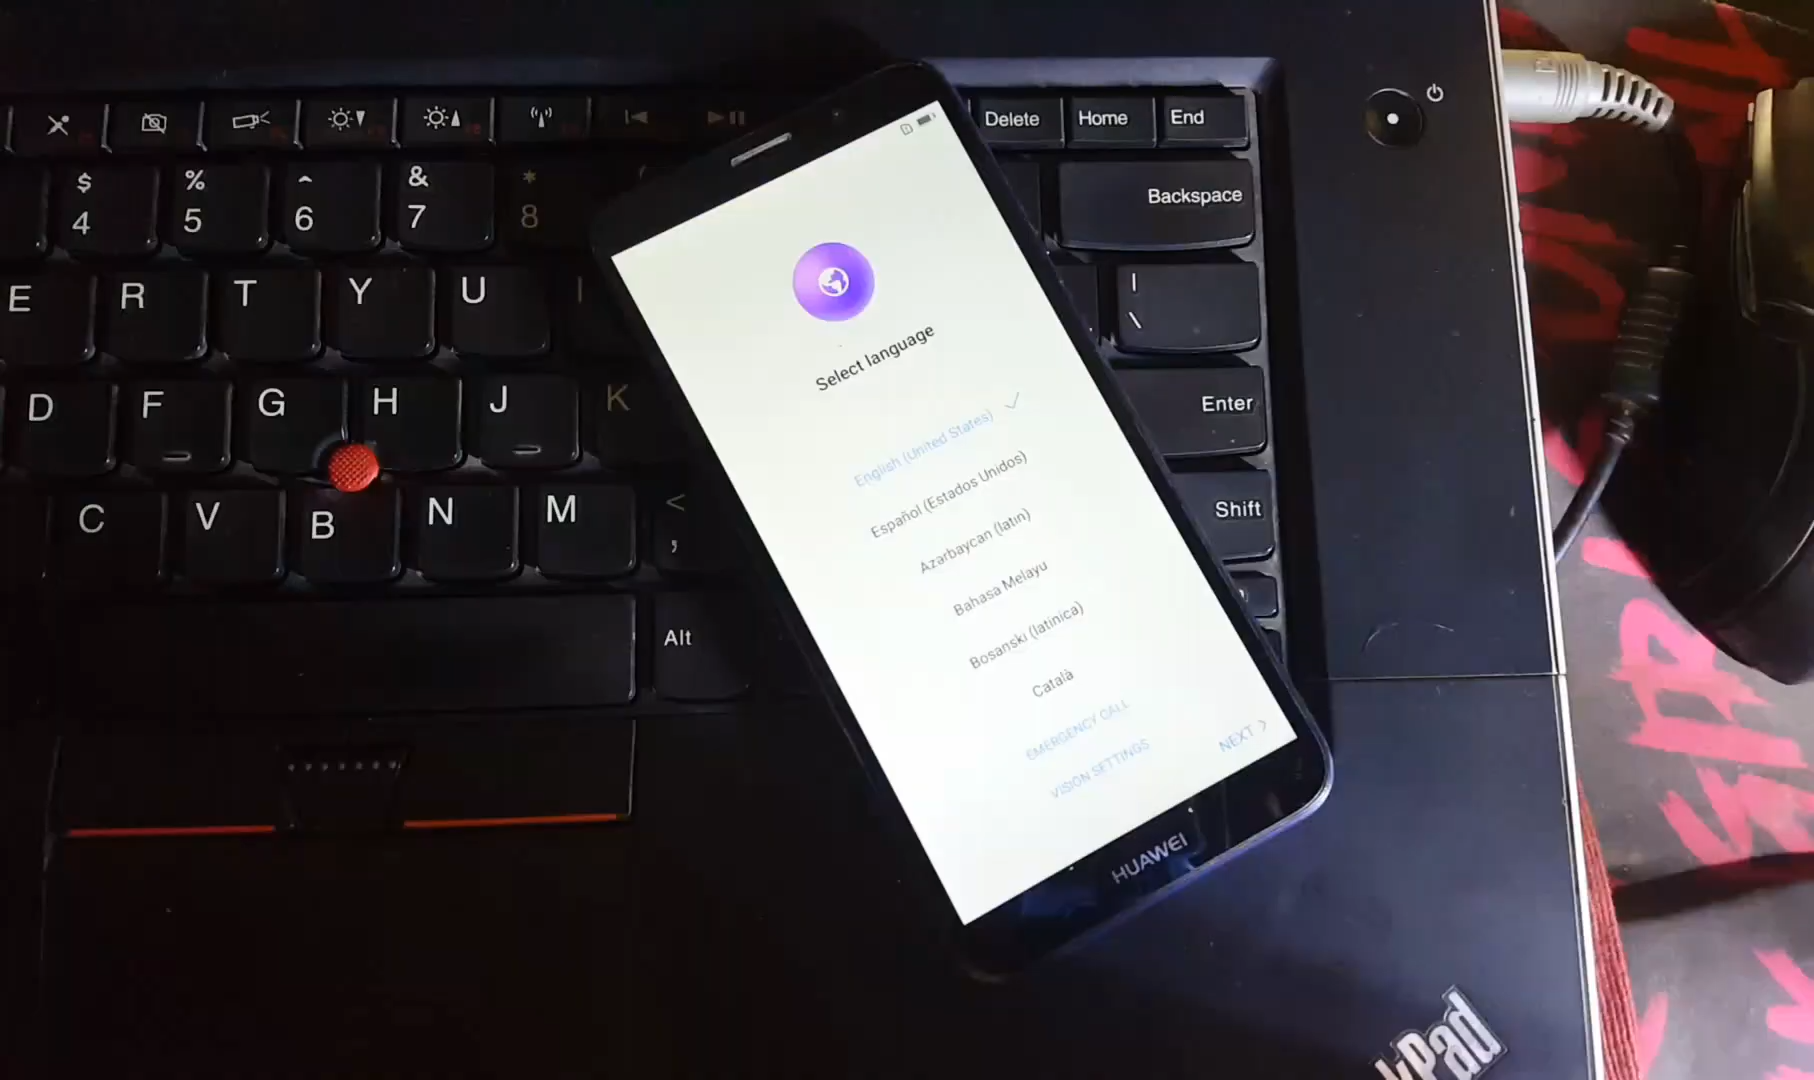 Delete Home End
$ % ^ & *
4 5 6 7 8
Backspace
E R T Y U
|
\
D F G H J K
Enter
C V B N M < ,
Shift
Alt
Select language
English (United States)
Español (Estados Unidos)
Azərbaycan (latın)
Bahasa Melayu
Bosanski (latinica)
Català
EMERGENCY CALL
VISION SETTINGS
NEXT
HUAWEI
kPad